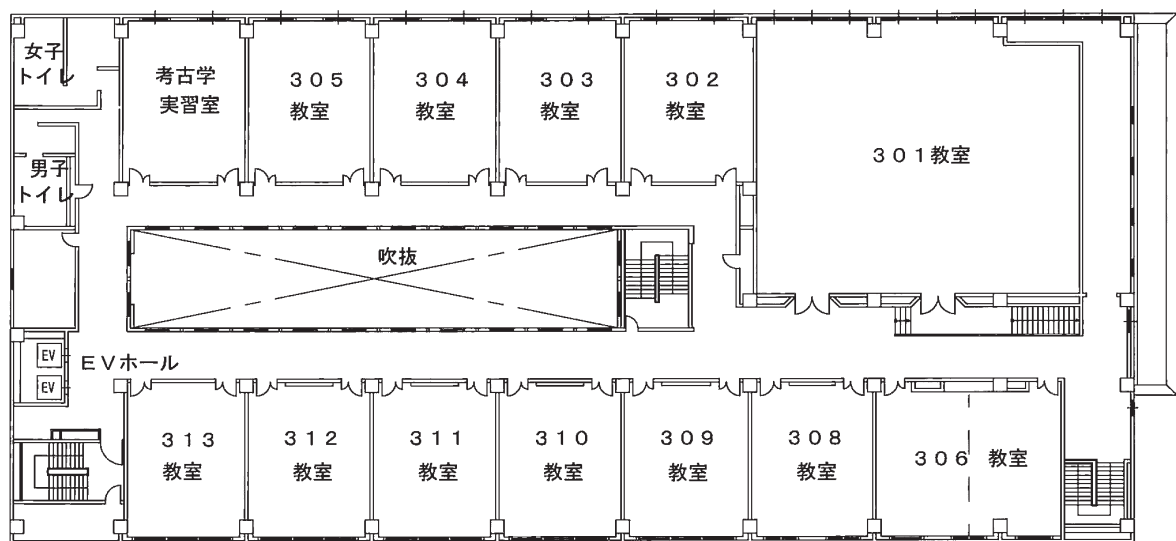 女子
トイレ
考古学
実習室
３０５
教室
３０４
教室
３０３
教室
３０２
教室
３０１教室
男子
トイレ
吹抜
EV
EV
ＥＶホール
３１３
教室
３１２
教室
３１１
教室
３１０
教室
３０９
教室
３０８
教室
３０６ 教室